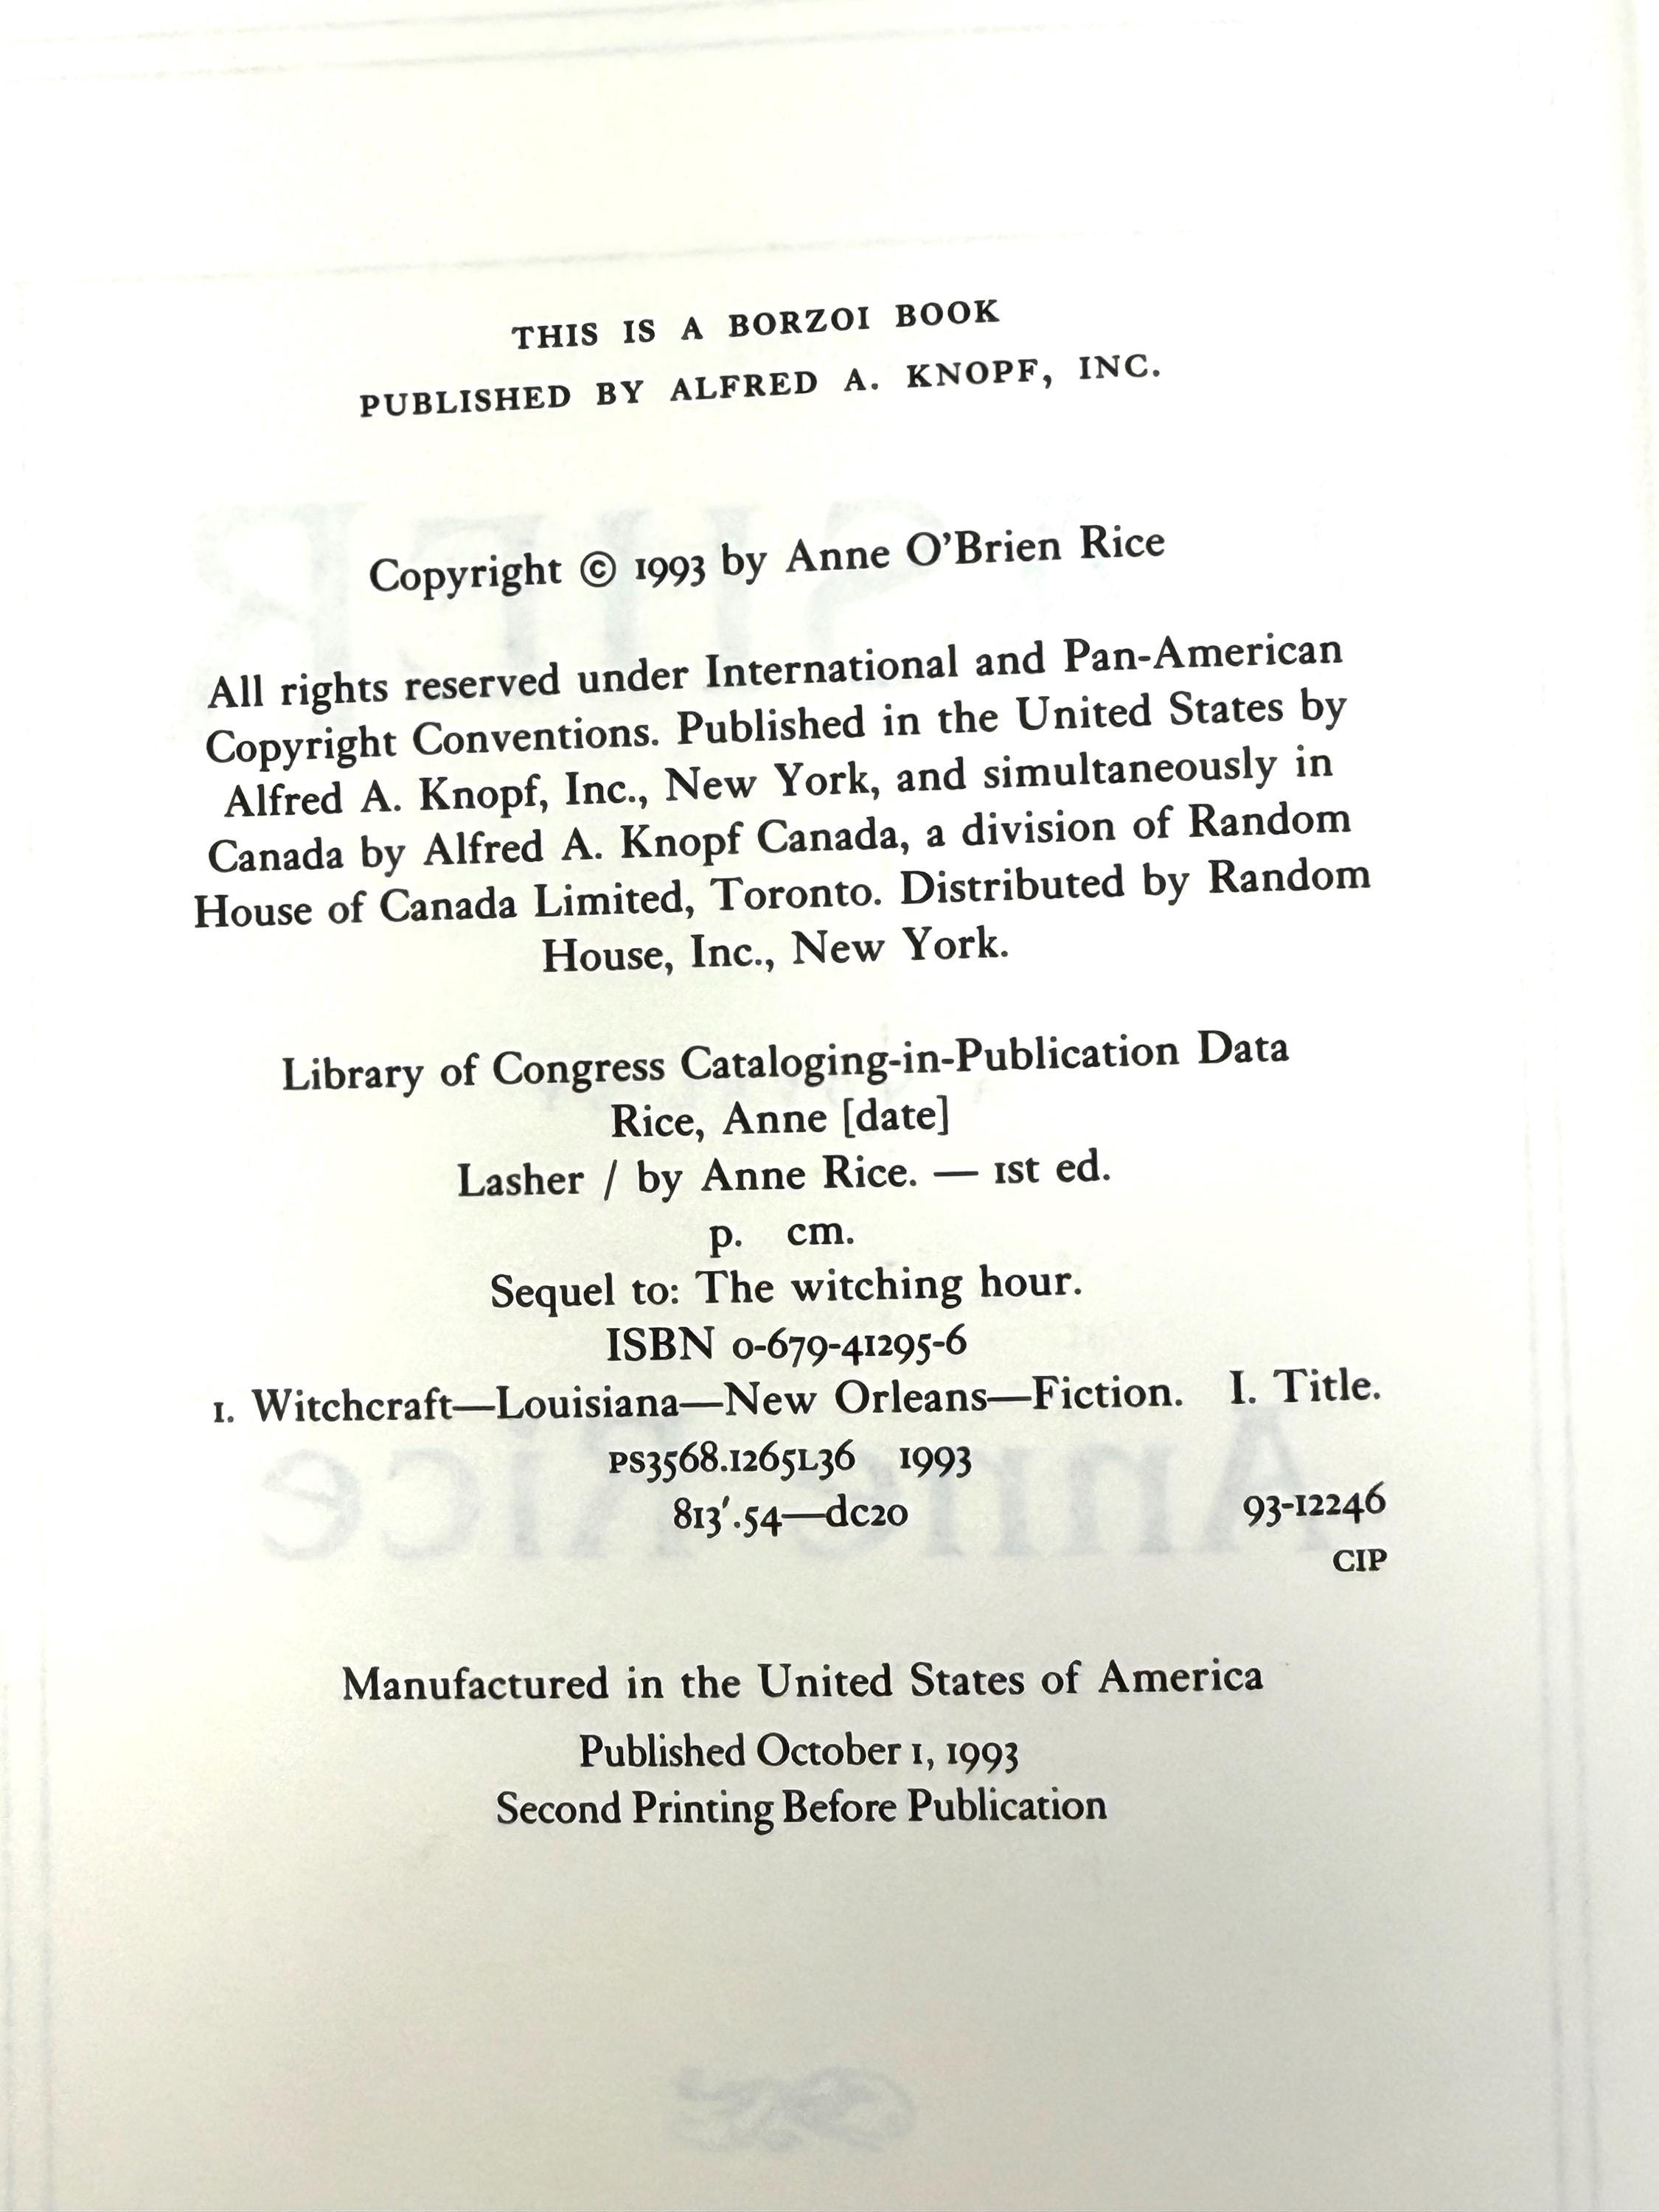 THIS IS A BORZOI BOOK
PUBLISHED BY ALFRED A. KNOPF, INC.
Copyright © 1993 by Anne O'Brien Rice
All rights reserved under International and Pan-American
Copyright Conventions. Published in the United States by
Alfred A. Knopf, Inc., New York, and simultaneously in
Canada by Alfred A. Knopf Canada, a division of Random
House of Canada Limited, Toronto. Distributed by Random
House, Inc., New York.
Library of Congress Cataloging-in-Publication Data
Rice, Anne [date]
Lasher / by Anne Rice. — 1st ed.
p. cm.
Sequel to: The witching hour.
ISBN 0-679-41295-6
1. Witchcraft—Louisiana—New Orleans—Fiction. I. Title.
PS3568.I265L36 1993
813'.54—dc20 93-12246
CIP
Manufactured in the United States of America
Published October 1, 1993
Second Printing Before Publication